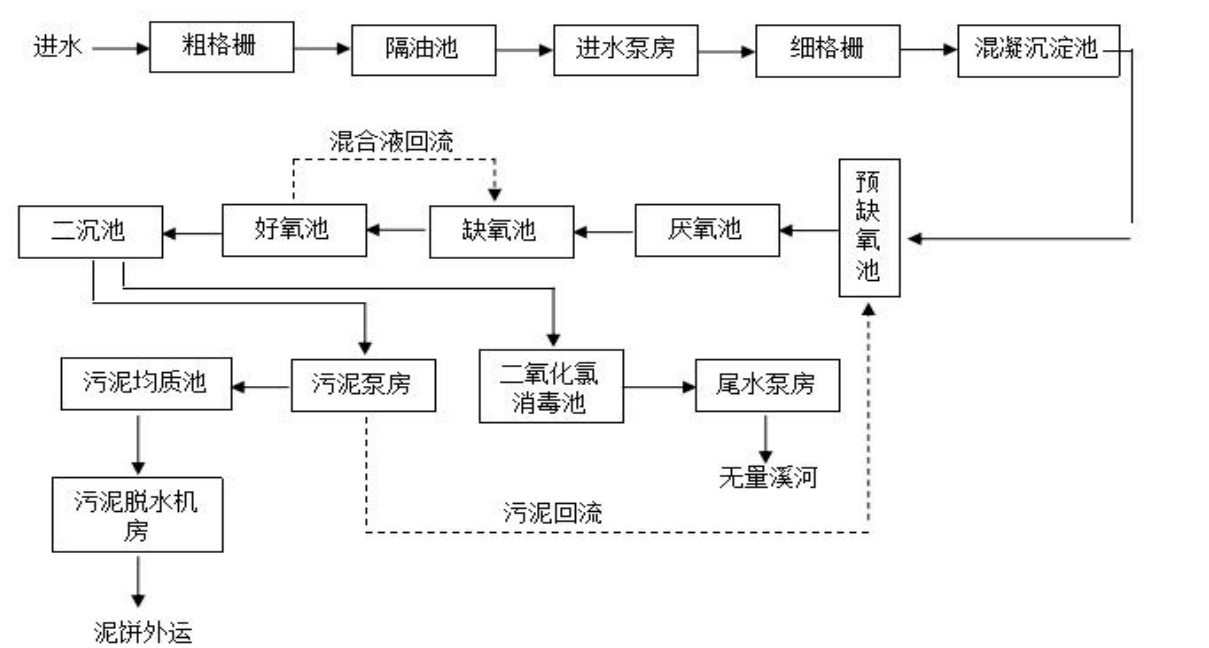 进水
粗格栅
隔油池
进水泵房
细格栅
混凝沉淀池
混合液回流
二沉池
好氧池
缺氧池
厌氧池
预
缺
氧
池
污泥均质池
污泥泵房
二氧化氯
消毒池
尾水泵房
无量溪河
污泥脱水机
房
污泥回流
泥饼外运